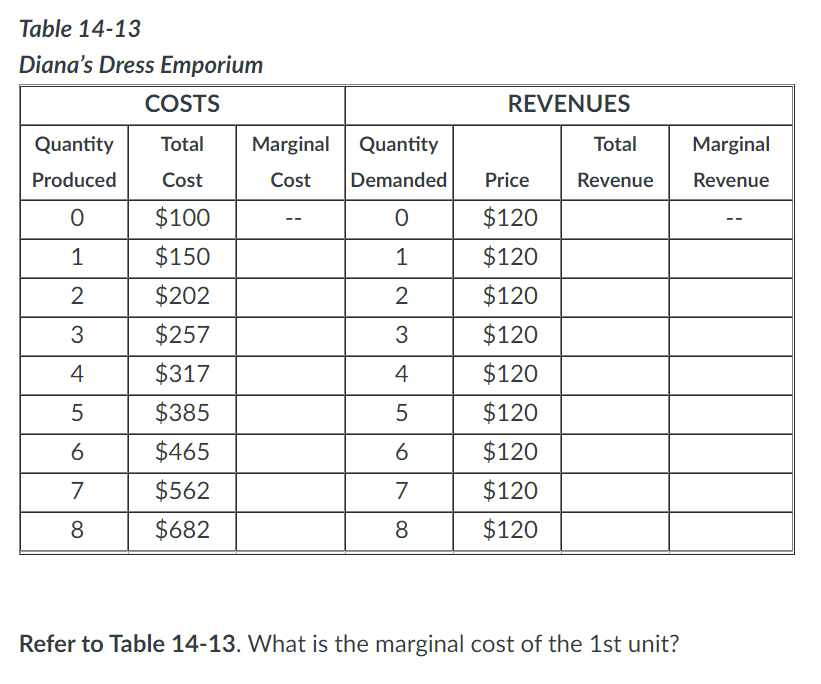 Table 14-13
Diana’s Dress Emporium
COSTS REVENUES
Quantity Produced Total Cost Marginal Cost Quantity Demanded Price Total Revenue Marginal Revenue
0 $100 -- 0 $120 --
1 $150 1 $120
2 $202 2 $120
3 $257 3 $120
4 $317 4 $120
5 $385 5 $120
6 $465 6 $120
7 $562 7 $120
8 $682 8 $120
Refer to Table 14-13. What is the marginal cost of the 1st unit?